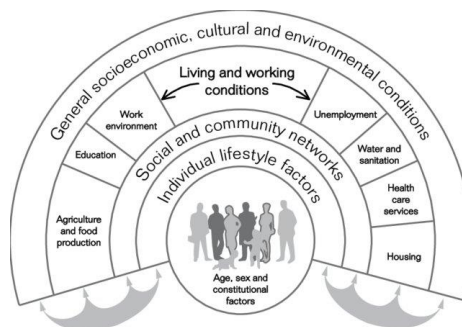 General socioeconomic, cultural and environmental conditions
Living and working
conditions
Work
environment
Unemployment
Education
Water and
sanitation
Social and community networks
Individual lifestyle factors
Health
care
services
Agriculture
and food
production
Housing
Age, sex and
constitutional
factors